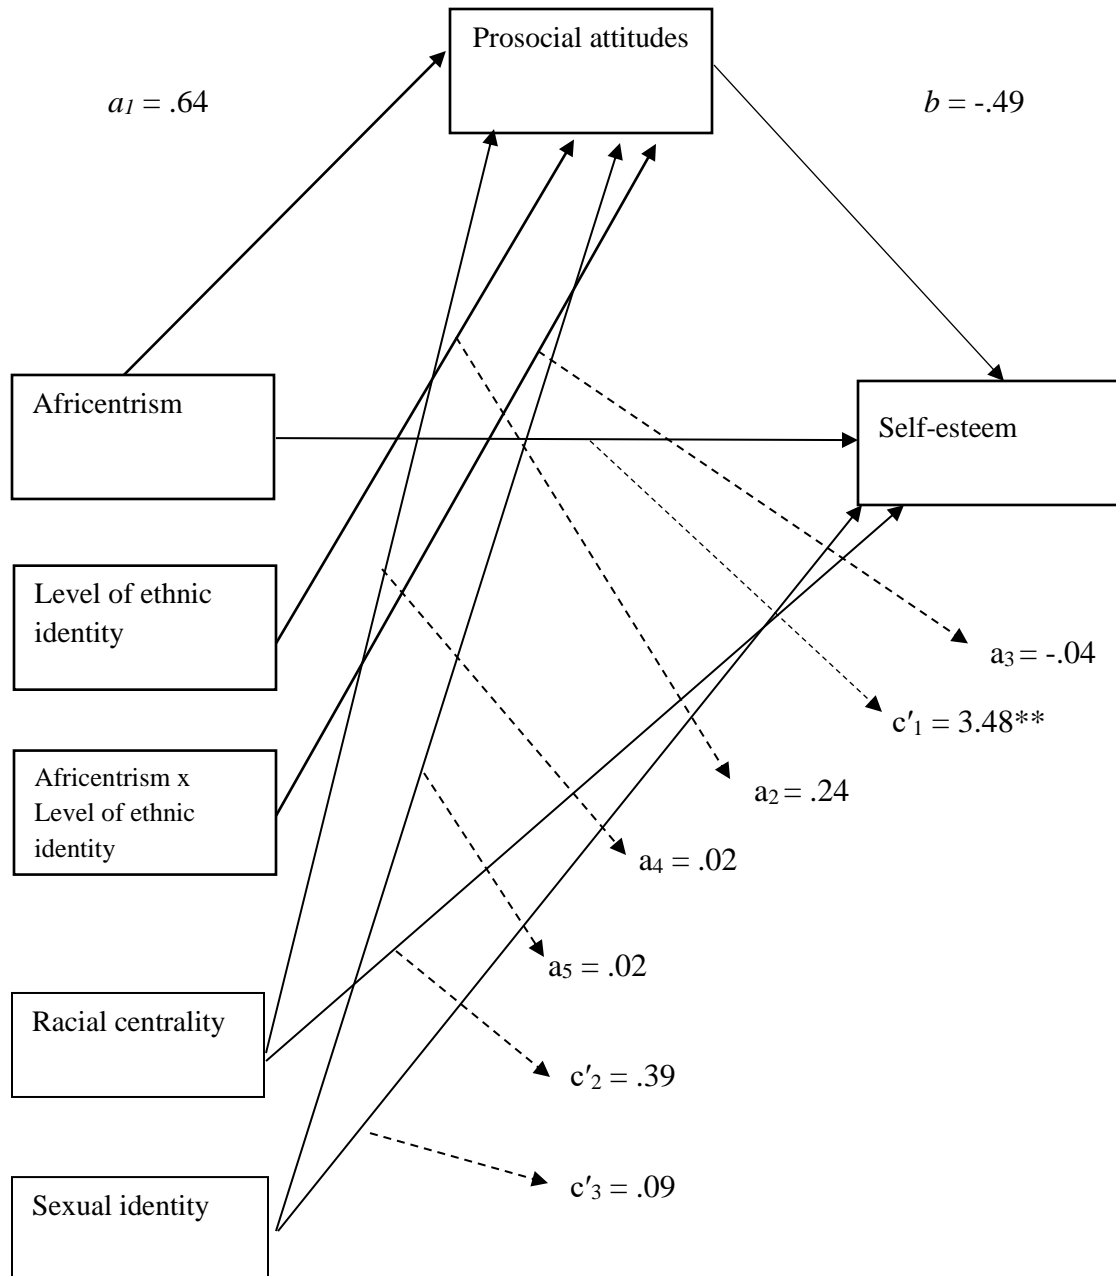 Prosocial attitudes
a1 = .64
b = -.49
Africentrism
Self-esteem
Level of ethnic
identity
a3 = -.04
c′1 = 3.48**
Africentrism x
Level of ethnic
identity
a2 = .24
a4 = .02
a5 = .02
Racial centrality
c′2 = .39
c′3 = .09
Sexual identity